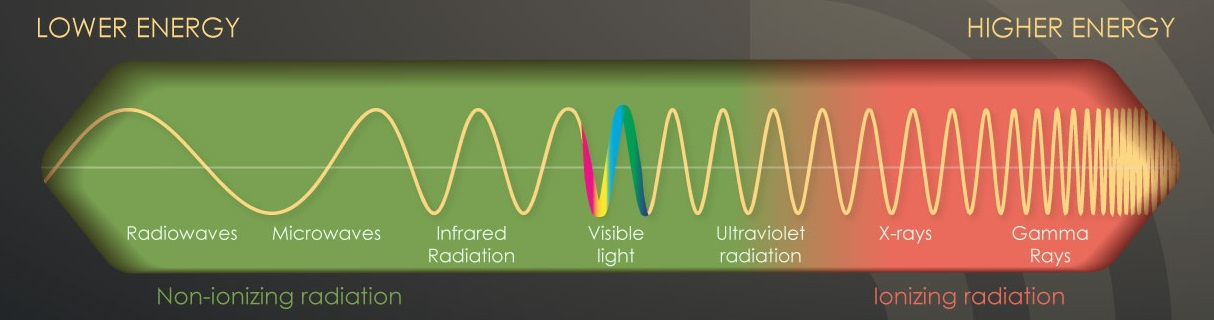 LOWER ENERGY
HIGHER ENERGY
Radiowaves
Microwaves
Infrared
Radiation
Visible
light
Ultraviolet
radiation
X-rays
Gamma
Rays
Non-ionizing radiation
Ionizing radiation